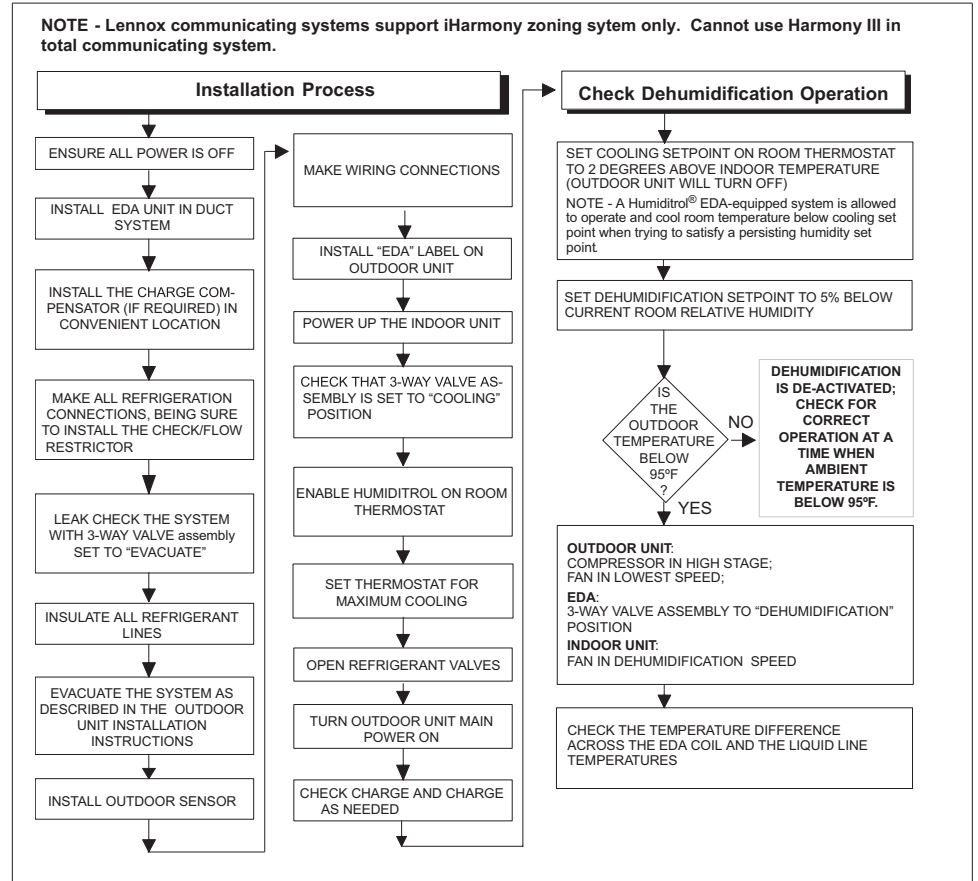 NOTE - Lennox communicating systems support iHarmony zoning sytem only. Cannot use Harmony III in
total communicating system.
Installation Process
ENSURE ALL POWER IS OFF
INSTALL EDA UNIT IN DUCT
SYSTEM
INSTALL THE CHARGE COM-
PENSATOR (IF REQUIRED) IN
CONVENIENT LOCATION
MAKE ALL REFRIGERATION
CONNECTIONS, BEING SURE
TO INSTALL THE CHECK/FLOW
RESTRICTOR
LEAK CHECK THE SYSTEM
WITH 3-WAY VALVE assembly
SET TO “EVACUATE”
INSULATE ALL REFRIGERANT
LINES
EVACUATE THE SYSTEM AS
DESCRIBED IN THE OUTDOOR
UNIT INSTALLATION
INSTRUCTIONS
INSTALL OUTDOOR SENSOR
MAKE WIRING CONNECTIONS
INSTALL “EDA” LABEL ON
OUTDOOR UNIT
POWER UP THE INDOOR UNIT
CHECK THAT 3-WAY VALVE AS-
SEMBLY IS SET TO “COOLING”
POSITION
ENABLE HUMIDITROL ON ROOM
THERMOSTAT
SET THERMOSTAT FOR
MAXIMUM COOLING
OPEN REFRIGERANT VALVES
TURN OUTDOOR UNIT MAIN
POWER ON
CHECK CHARGE AND CHARGE
AS NEEDED
Check Dehumidification Operation
SET COOLING SETPOINT ON ROOM THERMOSTAT
TO 2 DEGREES ABOVE INDOOR TEMPERATURE
(OUTDOOR UNIT WILL TURN OFF)
NOTE - A Humiditrol® EDA-equipped system is allowed
to operate and cool room temperature below cooling set
point when trying to satisfy a persisting humidity set
point.
SET DEHUMIDIFICATION SETPOINT TO 5% BELOW
CURRENT ROOM RELATIVE HUMIDITY
IS
THE
OUTDOOR
TEMPERATURE
BELOW
95ºF
?
NO
DEHUMIDIFICATION
IS DE-ACTIVATED;
CHECK FOR
CORRECT
OPERATION AT A
TIME WHEN
AMBIENT
TEMPERATURE IS
BELOW 95ºF.
YES
OUTDOOR UNIT:
COMPRESSOR IN HIGH STAGE;
FAN IN LOWEST SPEED;
EDA:
3-WAY VALVE ASSEMBLY TO “DEHUMIDIFICATION”
POSITION
INDOOR UNIT:
FAN IN DEHUMIDIFICATION SPEED
CHECK THE TEMPERATURE DIFFERENCE
ACROSS THE EDA COIL AND THE LIQUID LINE
TEMPERATURES